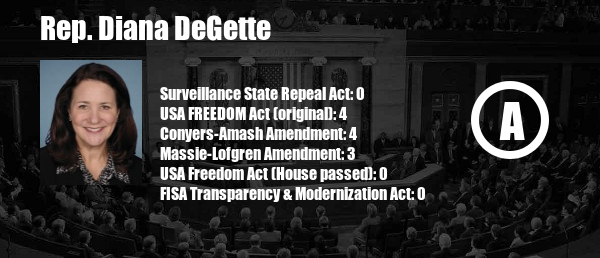 Rep. Diana DeGette
Surveillance State Repeal Act: 0
USA FREEDOM Act (original): 4
Conyers-Amash Amendment: 4
Massie-Lofgren Amendment: 3
USA Freedom Act (House passed): 0
FISA Transparency & Modernization Act: 0
A